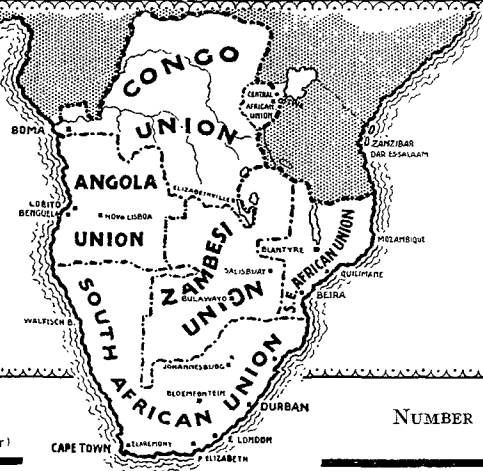 CONGO
UNION
CENTRAL
AFRICAN
UNION
BOMA
ZANZIBAR
DAR ES SALAAM
ANGOLA
UNION
ELIZABETHVILLE
LOBITO
BENGUELA
NOVO LISBOA
ZAMBESI
UNION
BLANTYRE
S.E. AFRICAN UNION
MOZAMBIQUE
QUILIMANE
SALISBURY
BULAWAYO
BEIRA
SOUTH AFRICAN UNION
WALFISCH B.
JOHANNESBURG
BLOEMFONTEIN
DURBAN
CAPE TOWN
CLAREMONT
E. LONDON
P. ELIZABETH
NUMBER
r)